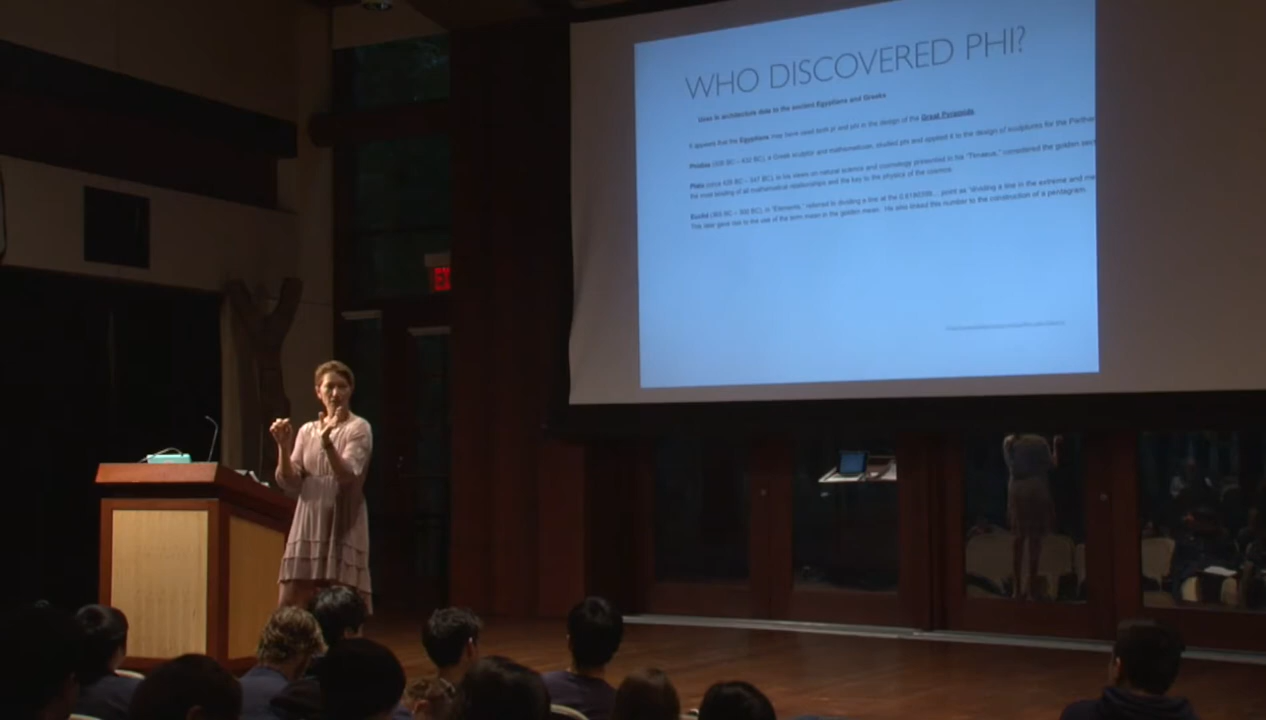 WHO DISCOVERED PHI?
Uses in architecture date to the ancient Egyptians and Greeks
It appears that the Egyptians may have used both pi and phi in the design of the Great Pyramids
Phidias (500 BC – 432 BC), a Greek sculptor and mathematician, studied phi and applied it to the design of sculptures for the
Plato (circa 428 BC – 347 BC), in his views on natural science and cosmology presented in his "Timaeus," considered the golden
the most binding of all mathematical relationships and the key to the physics of the cosmos.
Euclid (365 BC – 300 BC), in "Elements," referred to dividing a line at the point as "dividing a line in the extreme and
This later gave rise to the use of the term mean in the golden mean. He also linked this number to the construction of a pentagram.